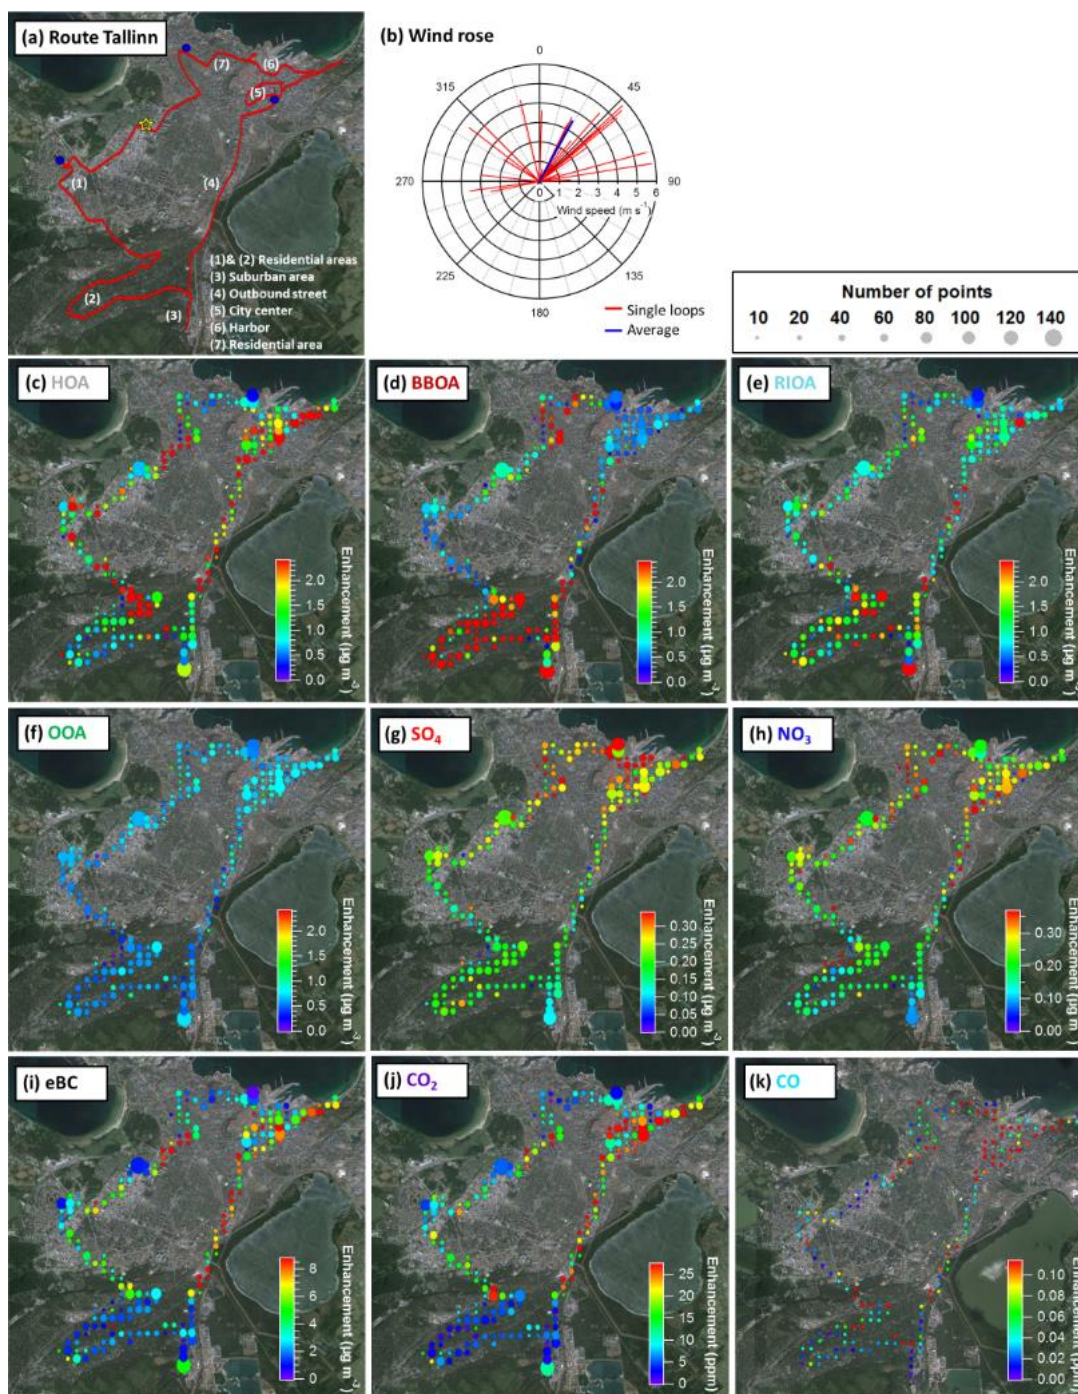 (a) Route Tallinn
(7)
(6)
(5)
(1)
(4)
(2)
(3)
(1)& (2) Residential areas
(3) Suburban area
(4) Outbound street
(5) City center
(6) Harbor
(7) Residential area
(b) Wind rose
0
315
45
270
90
0 1 2 3 4 5 6
Wind speed (m s⁻¹)
225
135
180
Single loops
Average
Number of points
10 20 40 60 80 100 120 140
(c) HOA
2.0
1.5
1.0
0.5
0.0
Enhancement (µg m⁻³)
(d) BBOA
2.0
1.5
1.0
0.5
0.0
Enhancement (µg m⁻³)
(e) RIOA
2.0
1.5
1.0
0.5
0.0
Enhancement (µg m⁻³)
(f) OOA
2.0
1.5
1.0
0.5
0.0
Enhancement (µg m⁻³)
(g) SO₄
0.30
0.25
0.20
0.15
0.10
0.05
0.00
Enhancement (µg m⁻³)
(h) NO₃
0.30
0.20
0.10
0.00
Enhancement (µg m⁻³)
(i) eBC
8
6
4
2
0
Enhancement (µg m⁻³)
(j) CO₂
25
20
15
10
5
0
Enhancement (ppm)
(k) CO
0.10
0.08
0.06
0.04
0.02
0.00
Enhancement (ppm)